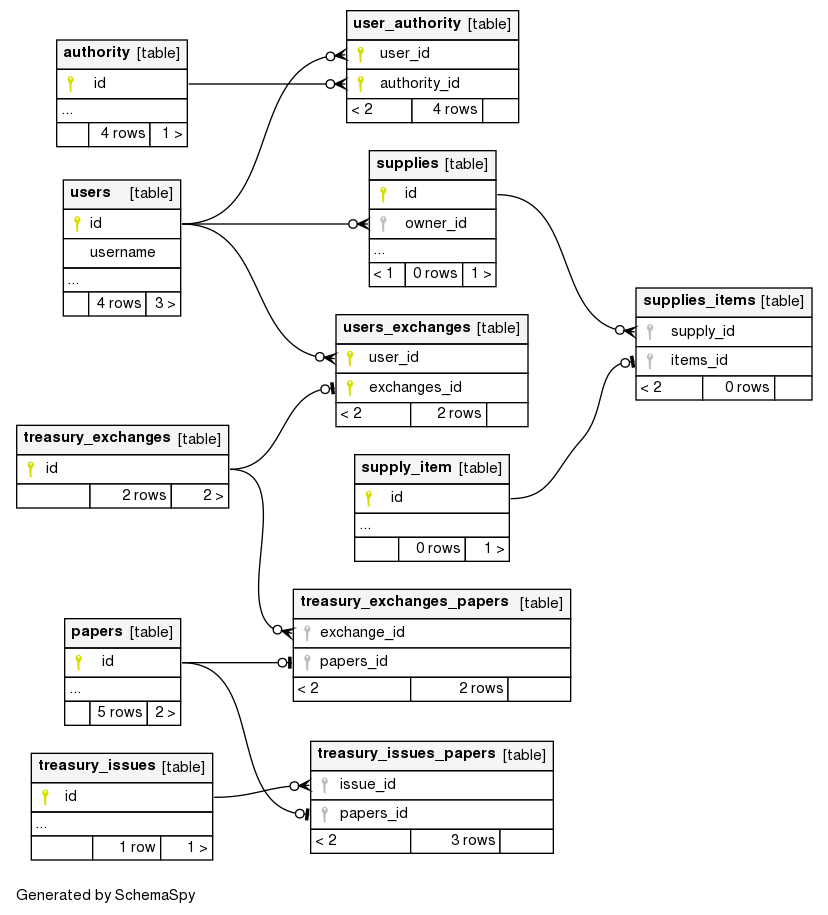 user_authority [table]
user_id
authority_id
< 2 4 rows
authority [table]
id
...
4 rows 1 >
supplies [table]
id
owner_id
...
< 1 0 rows 1 >
users [table]
id
username
...
4 rows 3 >
supplies_items [table]
supply_id
items_id
< 2 0 rows
users_exchanges [table]
user_id
exchanges_id
< 2 2 rows
treasury_exchanges [table]
id
2 rows 2 >
supply_item [table]
id
...
0 rows 1 >
treasury_exchanges_papers [table]
exchange_id
papers_id
< 2 2 rows
papers [table]
id
...
5 rows 2 >
treasury_issues_papers [table]
issue_id
papers_id
< 2 3 rows
treasury_issues [table]
id
...
1 row 1 >
Generated by SchemaSpy